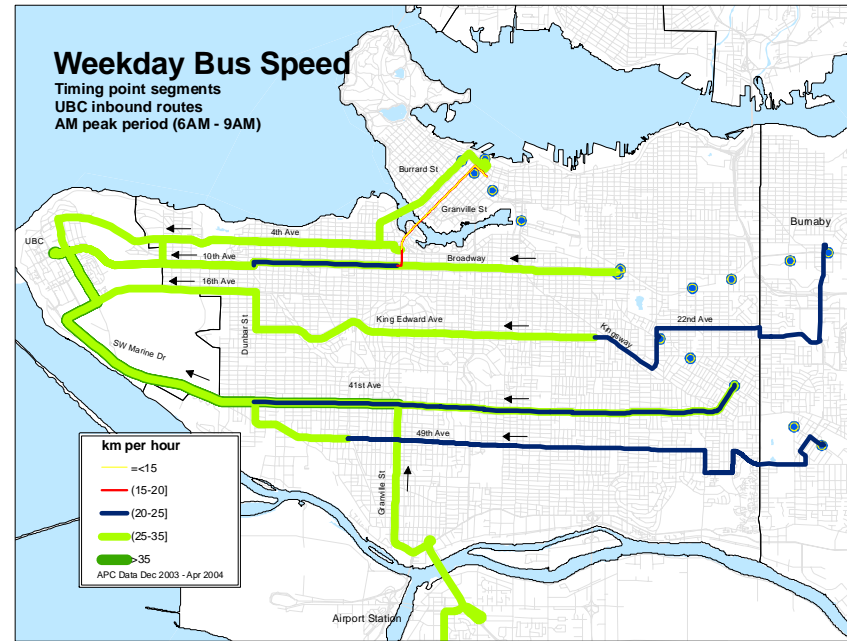 Weekday Bus Speed
Timing point segments
UBC inbound routes
AM peak period (6AM - 9AM)
Burrard St
Granville St
4th Ave
UBC
Burnaby
10th Ave
Broadway
16th Ave
King Edward Ave
22nd Ave
Kingsway
Dunbar St
SW Marine Dr
41st Ave
49th Ave
Granville St
km per hour
=<15
(15-20]
(20-25]
(25-35]
>35
APC Data Dec 2003 - Apr 2004
Airport Station